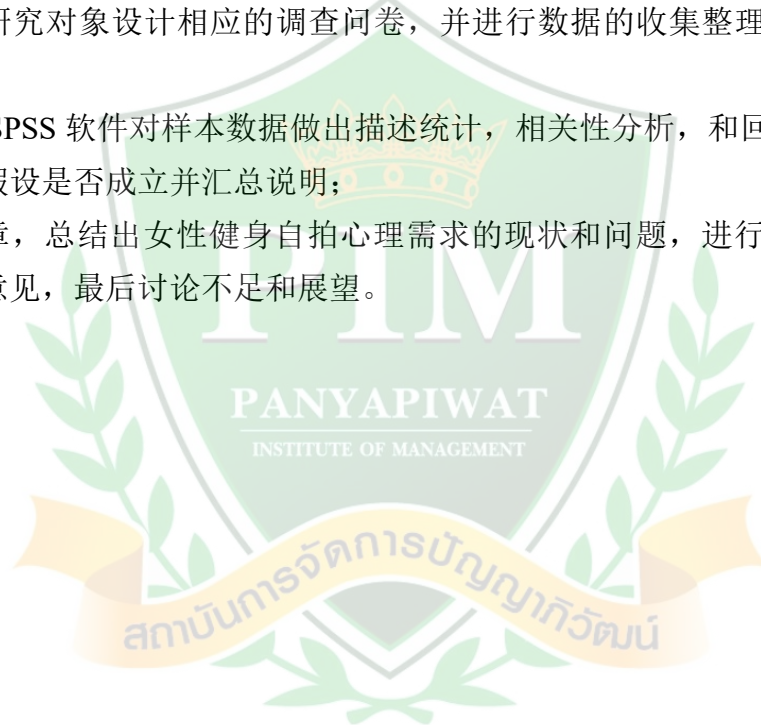 研究对象设计相应的调查问卷，并进行数据的收集整理
SPSS 软件对样本数据做出描述统计，相关性分析，和回
假设是否成立并汇总说明；
章，总结出女性健身自拍心理需求的现状和问题，进行
意见，最后讨论不足和展望。
PIM
PANYAPIWAT
INSTITUTE OF MANAGEMENT
สถาบันการจัดการปัญญาภิวัฒน์